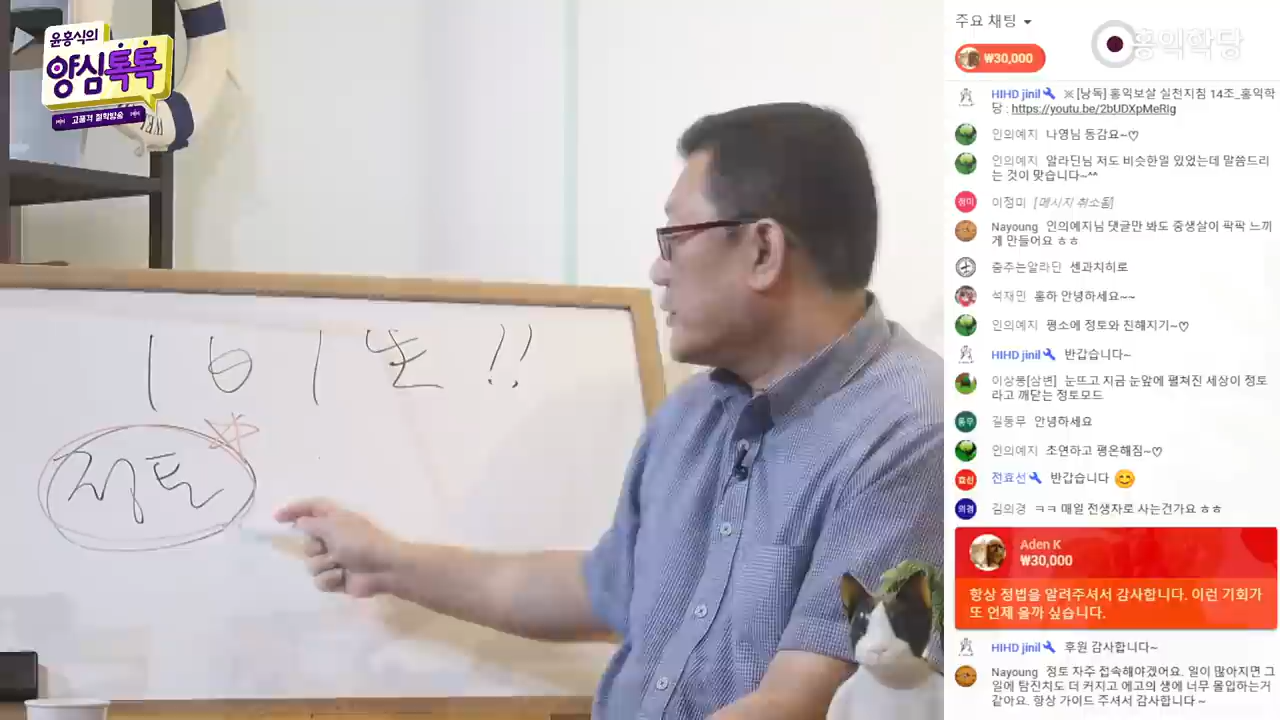 윤홍식의
양심톡톡
고품격 철학방송
1日1生!!
정토
주요 채팅
홍익학당
₩30,000
HIHD jinil ※ [낭독] 홍익보살 실천지침 14조_홍익학
당 : https://youtu.be/2bUDXpMeRig
인의예지 나영님 동감요~♡
인의예지 알라딘님 저도 비슷한일 있었는데 말씀드리
는 것이 맞습니다~^^
정미 이정미 [메시지 취소됨]
Nayoung 인의예지님 댓글만 봐도 중생살이 팍팍 느끼
게 만들어요 ㅎㅎ
춤추는알라딘 센과치히로
석재민 홍하 안녕하세요~~
인의예지 평소에 정토와 친해지기~♡
HIHD jinil 반갑습니다~
이상풍[삼변] 눈뜨고 지금 눈앞에 펼쳐진 세상이 정토
라고 깨닫는 정토모드
동무 길동무 안녕하세요
인의예지 초연하고 평온해짐~♡
효선 전효선 반갑습니다 😊
의경 김의경 ㅋㅋ 매일 전생자로 사는건가요 ㅎㅎ
Aden K
₩30,000
항상 정법을 알려주셔서 감사합니다. 이런 기회가
또 언제 올까 싶습니다.
HIHD jinil 후원 감사합니다~
Nayoung 정토 자주 접속해야겠어요. 일이 많아지면 그
일에 탐진치도 더 커지고 에고의 생에 너무 몰입하는거
같아요. 항상 가이드 주셔서 감사합니다 ~